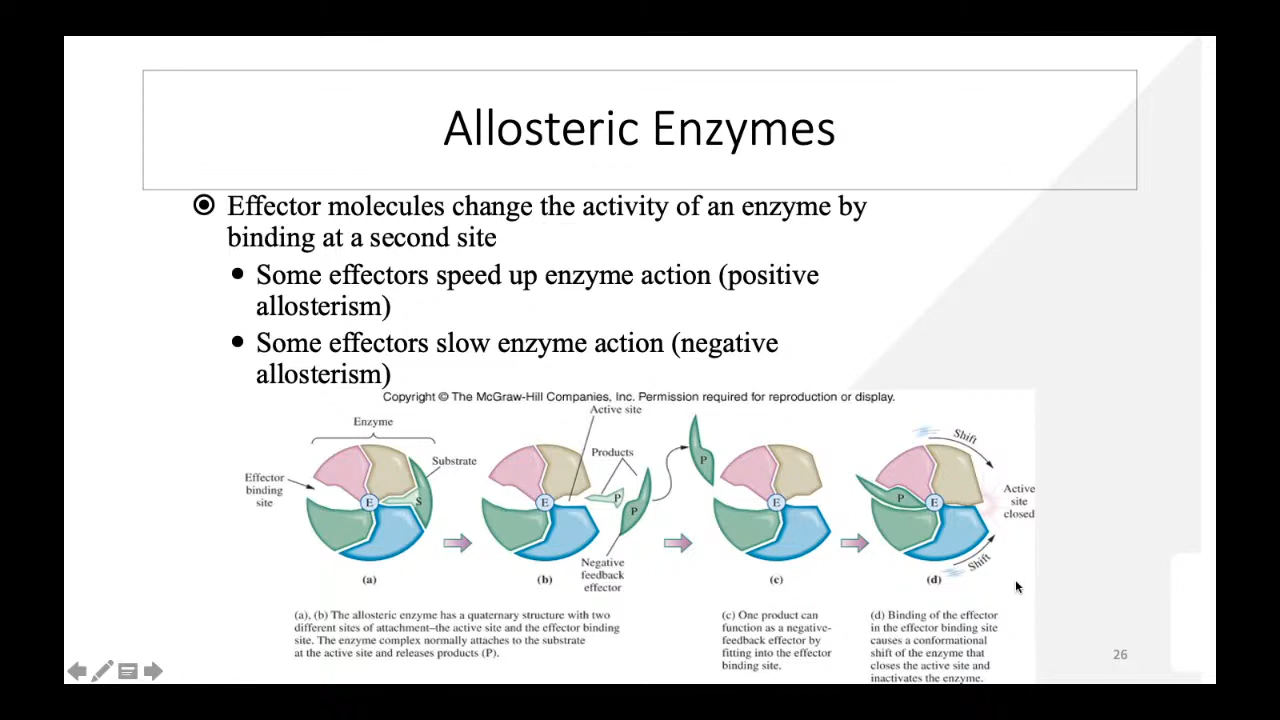 Allosteric Enzymes
Effector molecules change the activity of an enzyme by
binding at a second site
Some effectors speed up enzyme action (positive
allosterism)
Some effectors slow enzyme action (negative
allosterism)
Copyright © The McGraw-Hill Companies, Inc. Permission required for reproduction or display.
Enzyme
Substrate
Effector
binding
site
E
S
(a)
Active site
Products
E
P
P
Negative
feedback
effector
(b)
P
E
(c)
Shift
P
E
Active
site
closed
Shift
(d)
(a), (b) The allosteric enzyme has a quaternary structure with two
different sites of attachment–the active site and the effector binding
site. The enzyme complex normally attaches to the substrate
at the active site and releases products (P).
(c) One product can
function as a negative-
feedback effector by
fitting into the effector
binding site.
(d) Binding of the effector
in the effector binding site
causes a conformational
shift of the enzyme that
closes the active site and
inactivates the enzyme.
26